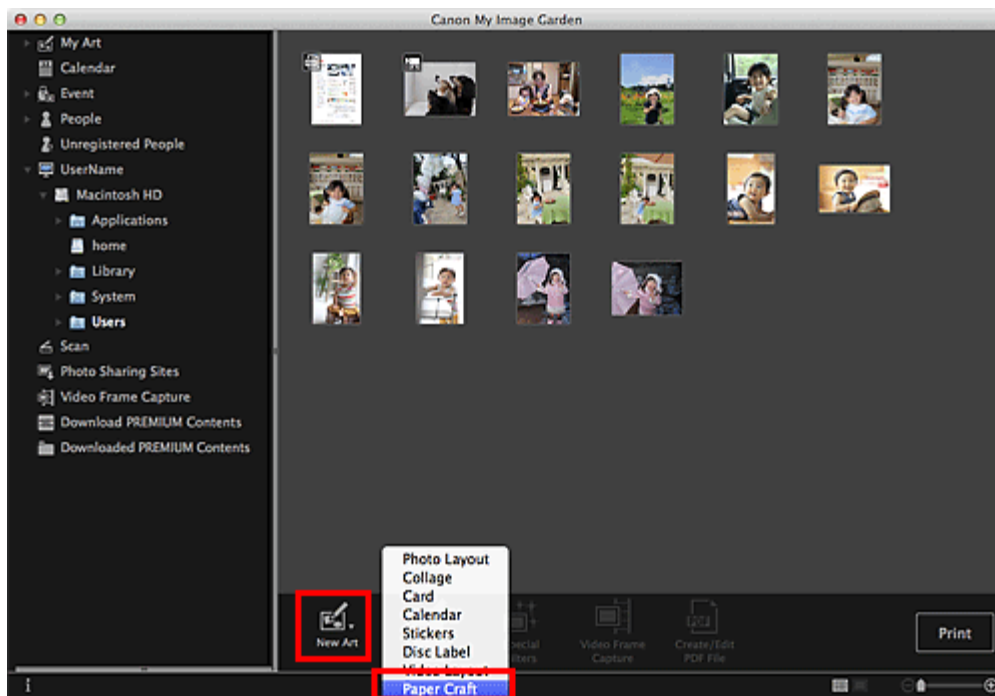 Canon My Image Garden
My Art
Calendar
Event
People
Unregistered People
UserName
Macintosh HD
Applications
home
Library
System
Users
Scan
Photo Sharing Sites
Video Frame Capture
Download PREMIUM Contents
Downloaded PREMIUM Contents
Photo Layout
Collage
Card
Calendar
Stickers
Disc Label
Video Layout
Paper Craft
New Art
Video Frame
Capture
Create/Edit
PDF File
Print